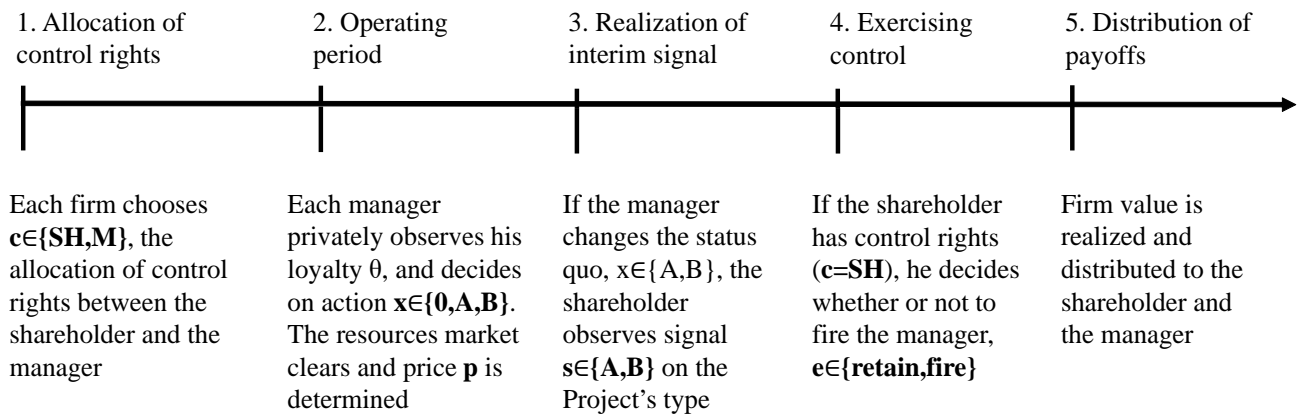 1. Allocation of
control rights
2. Operating
period
3. Realization of
interim signal
4. Exercising
control
5. Distribution of
payoffs
Each firm chooses
c∈{SH,M}, the
allocation of control
rights between the
shareholder and the
manager
Each manager
privately observes his
loyalty θ, and decides
on action x∈{0,A,B}.
The resources market
clears and price p is
determined
If the manager
changes the status
quo, x∈{A,B}, the
shareholder
observes signal
s∈{A,B} on the
Project's type
If the shareholder
has control rights
(c=SH), he decides
whether or not to
fire the manager,
e∈{retain,fire}
Firm value is
realized and
distributed to the
shareholder and
the manager